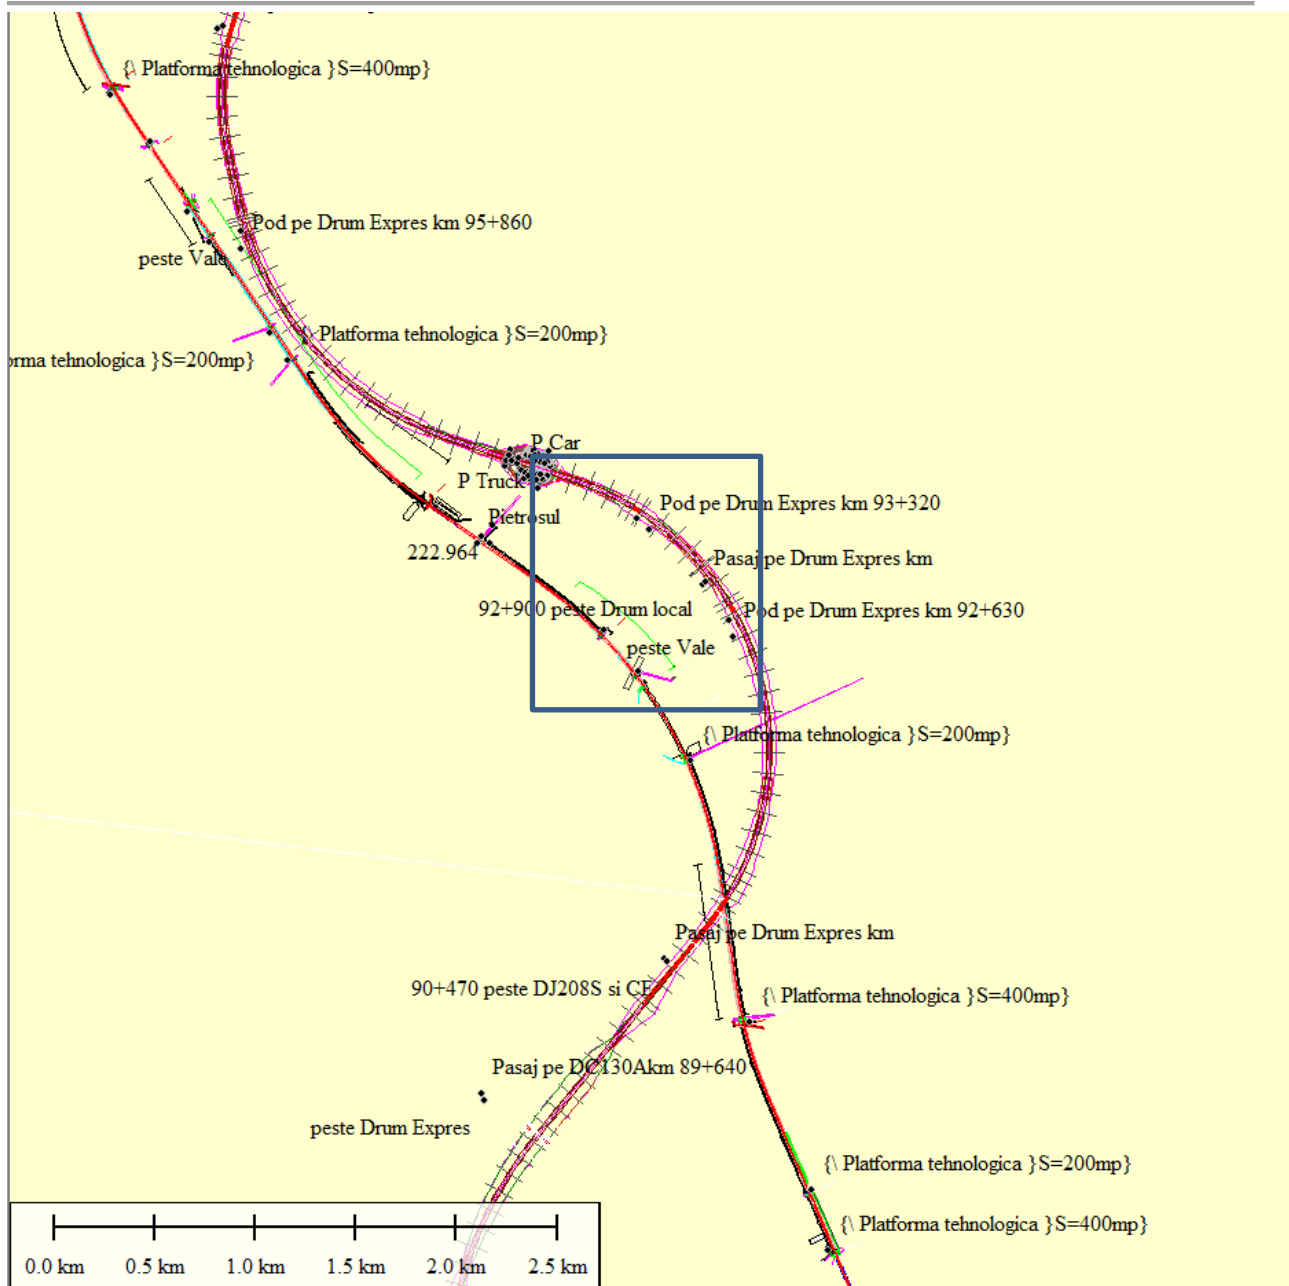 {\ Platforma tehnologica }S=400mp}
Pod pe Drum Expres km 95+860
peste Vale
{\ Platforma tehnologica }S=200mp}
orma tehnologica }S=200mp}
P Car
P Truck
Pod pe Drum Expres km 93+320
Pietrosul
222.964
Pasaj pe Drum Expres km
92+900 peste Drum local
Pod pe Drum Expres km 92+630
peste Vale
{\ Platforma tehnologica }S=200mp}
Pasaj pe Drum Expres km
90+470 peste DJ208S si CF
{\ Platforma tehnologica }S=400mp}
Pasaj pe DC130Akm 89+640
peste Drum Expres
{\ Platforma tehnologica }S=200mp}
{\ Platforma tehnologica }S=400mp}
0.0 km 0.5 km 1.0 km 1.5 km 2.0 km 2.5 km